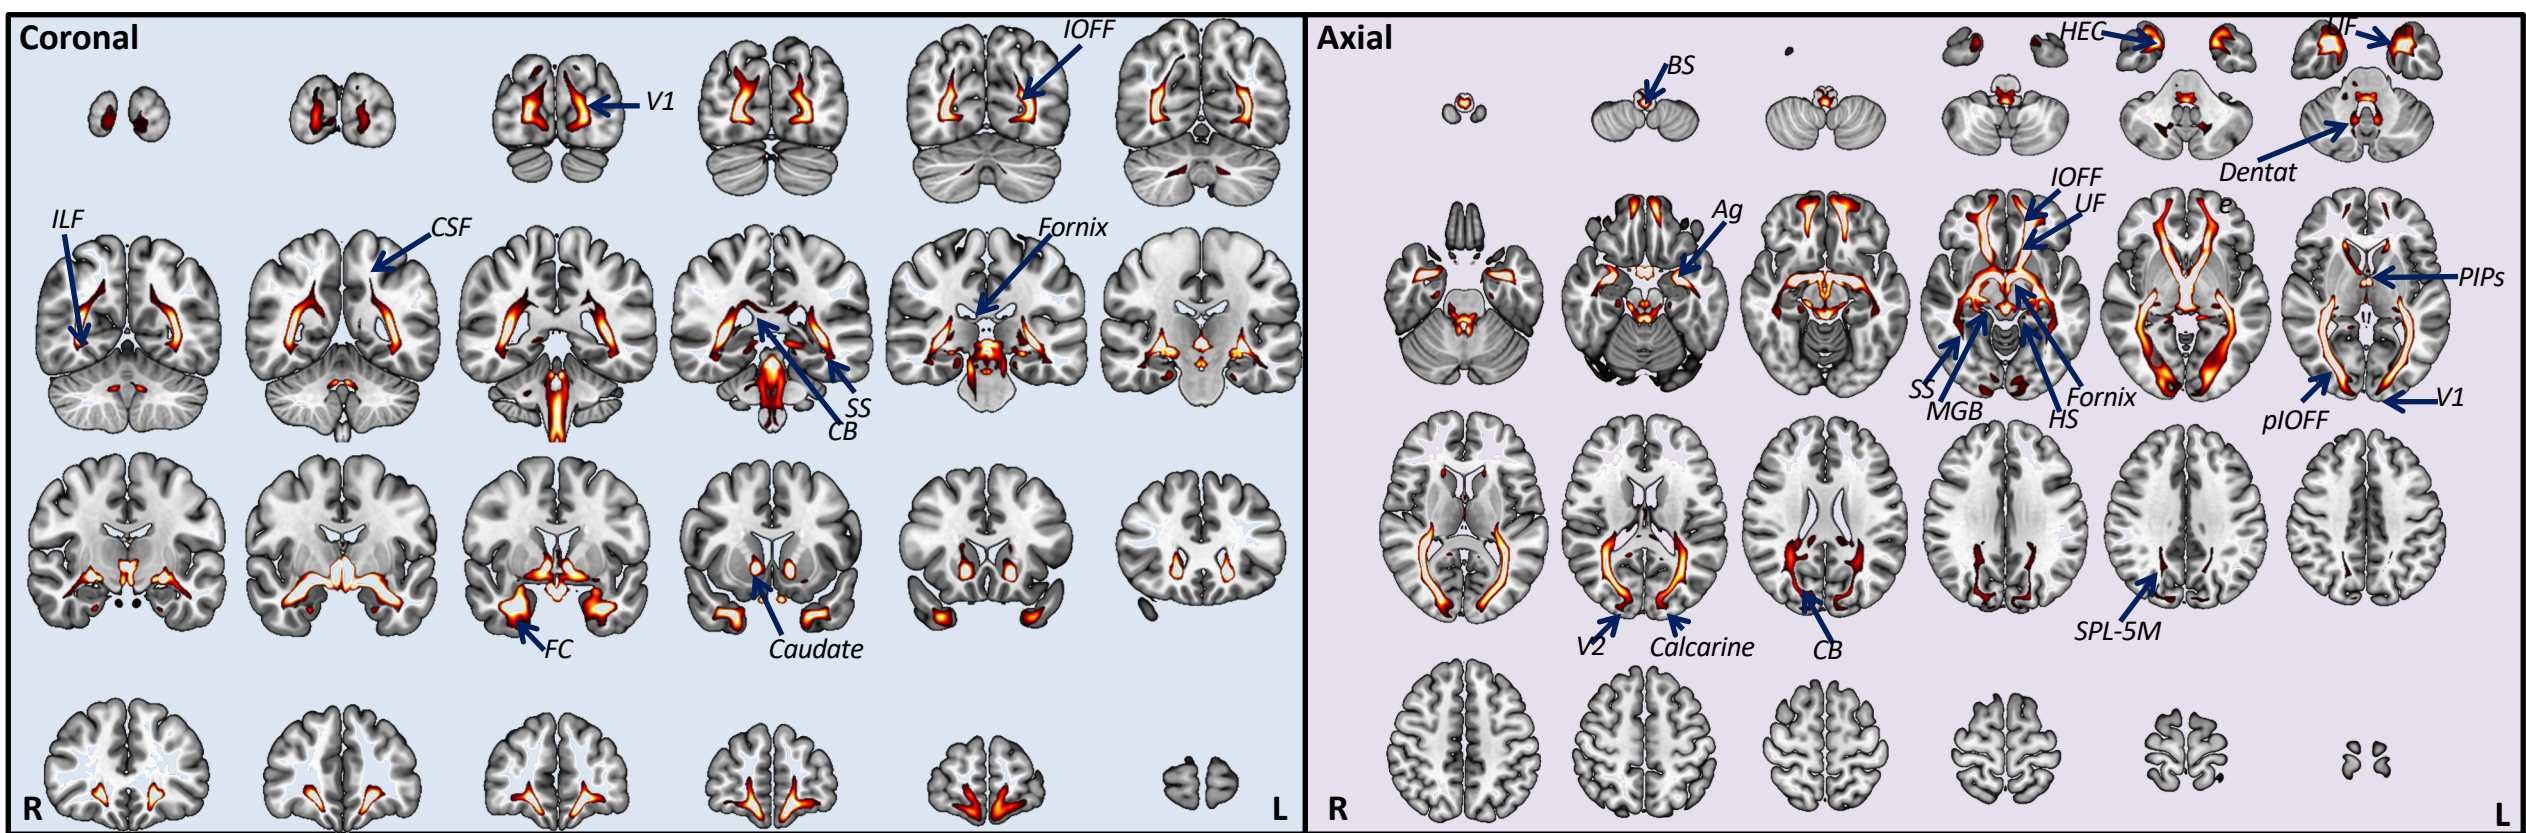 Coronal
IOFF
V1
ILF
CSF
Fornix
SS
CB
FC
Caudate
R
L
Axial
HEC
UF
BS
Dentat
e
IOFF
UF
Ag
PIPs
SS
MGB
Fornix
HS
pIOFF
V1
V2
Calcarine
CB
SPL-5M
R
L